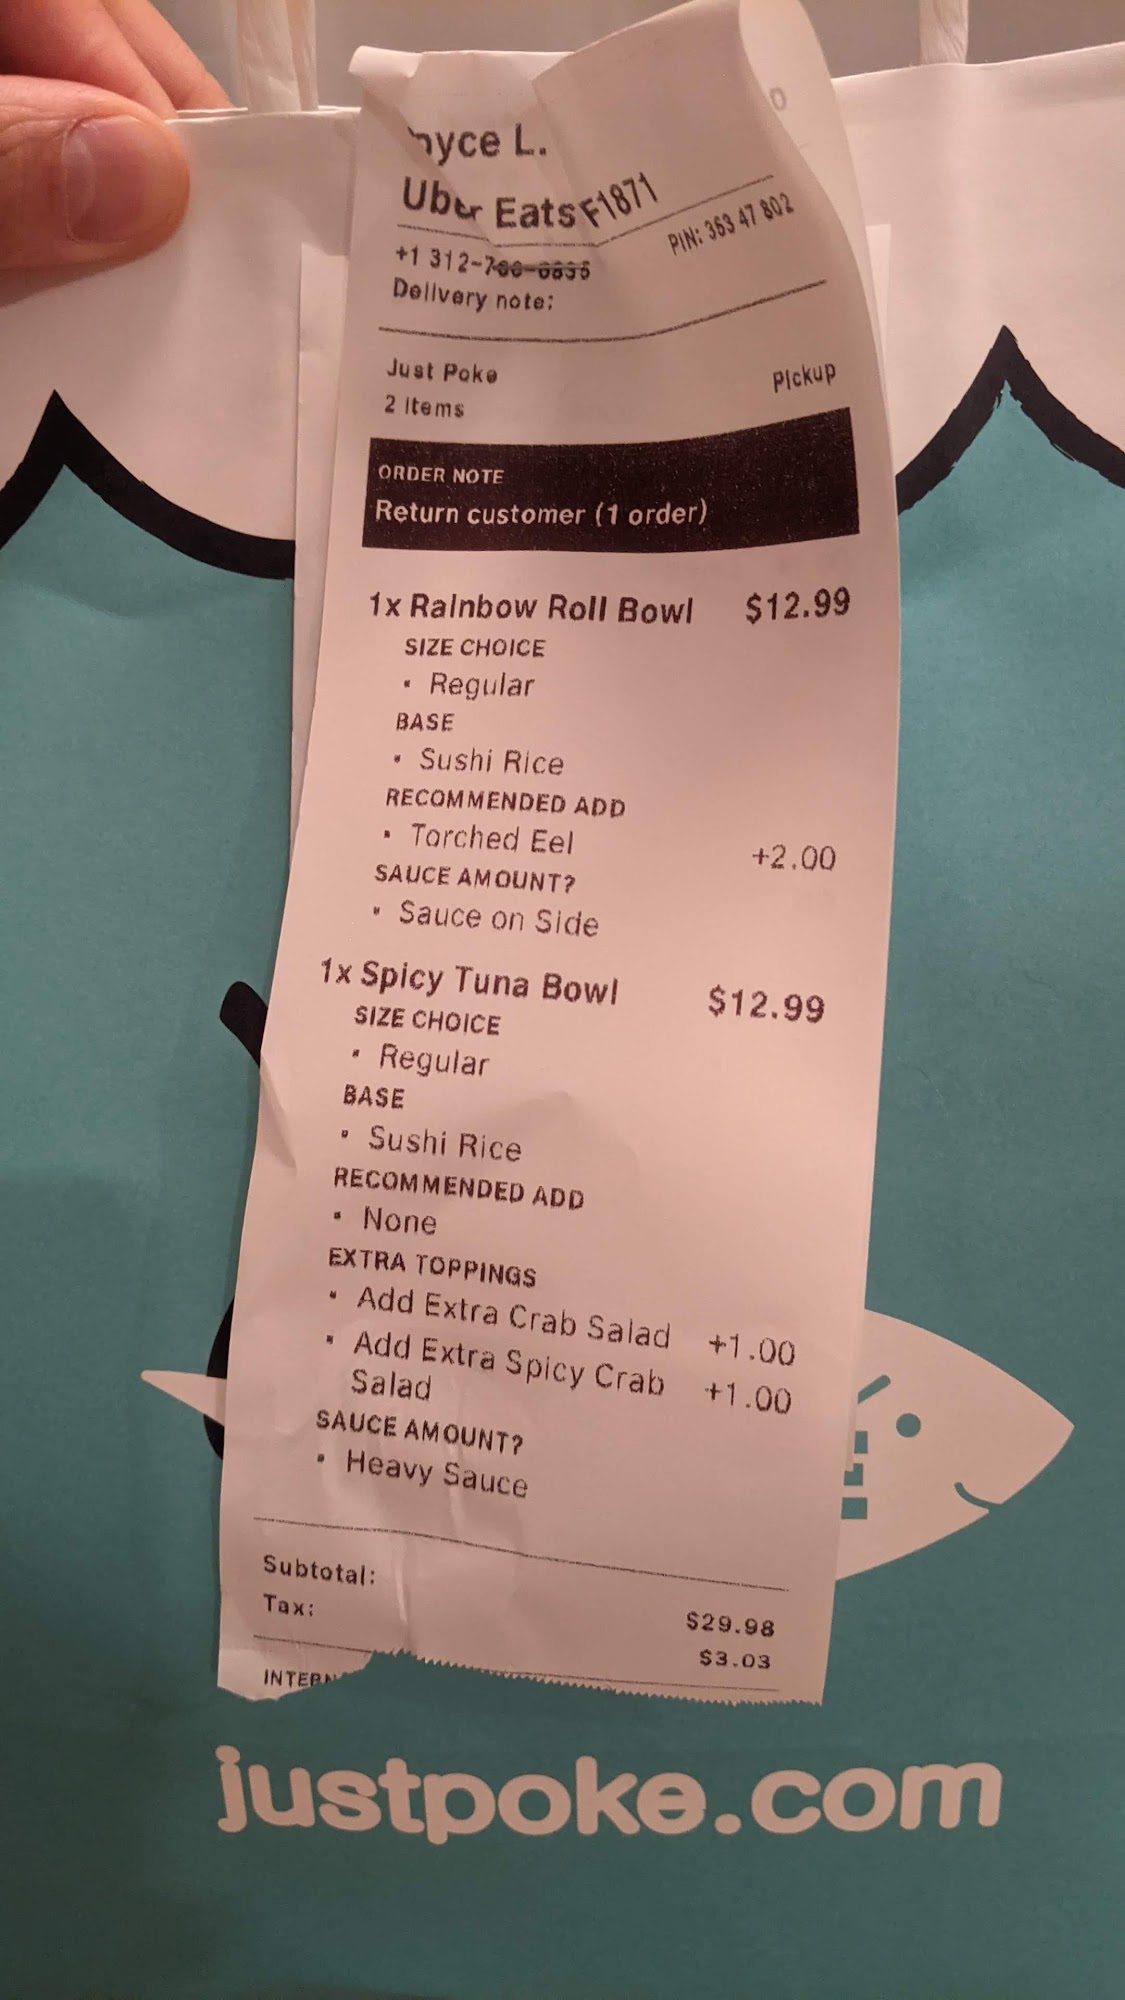 yce L.
Uber Eats F1871
PIN: 363 47 802
+1 312-7
Delivery note:
Just Poke
Pickup
2 Items
ORDER NOTE
Return customer (1 order)
1x Rainbow Roll Bowl $12.99
SIZE CHOICE
Regular
BASE
Sushi Rice
RECOMMENDED ADD
Torched Eel +2.00
SAUCE AMOUNT?
Sauce on Side
1x Spicy Tuna Bowl $12.99
SIZE CHOICE
Regular
BASE
Sushi Rice
RECOMMENDED ADD
None
EXTRA TOPPINGS
Add Extra Crab Salad +1.00
Add Extra Spicy Crab +1.00
Salad
SAUCE AMOUNT?
Heavy Sauce
Subtotal: $29.98
Tax: $3.03
INTERN
justpoke.com